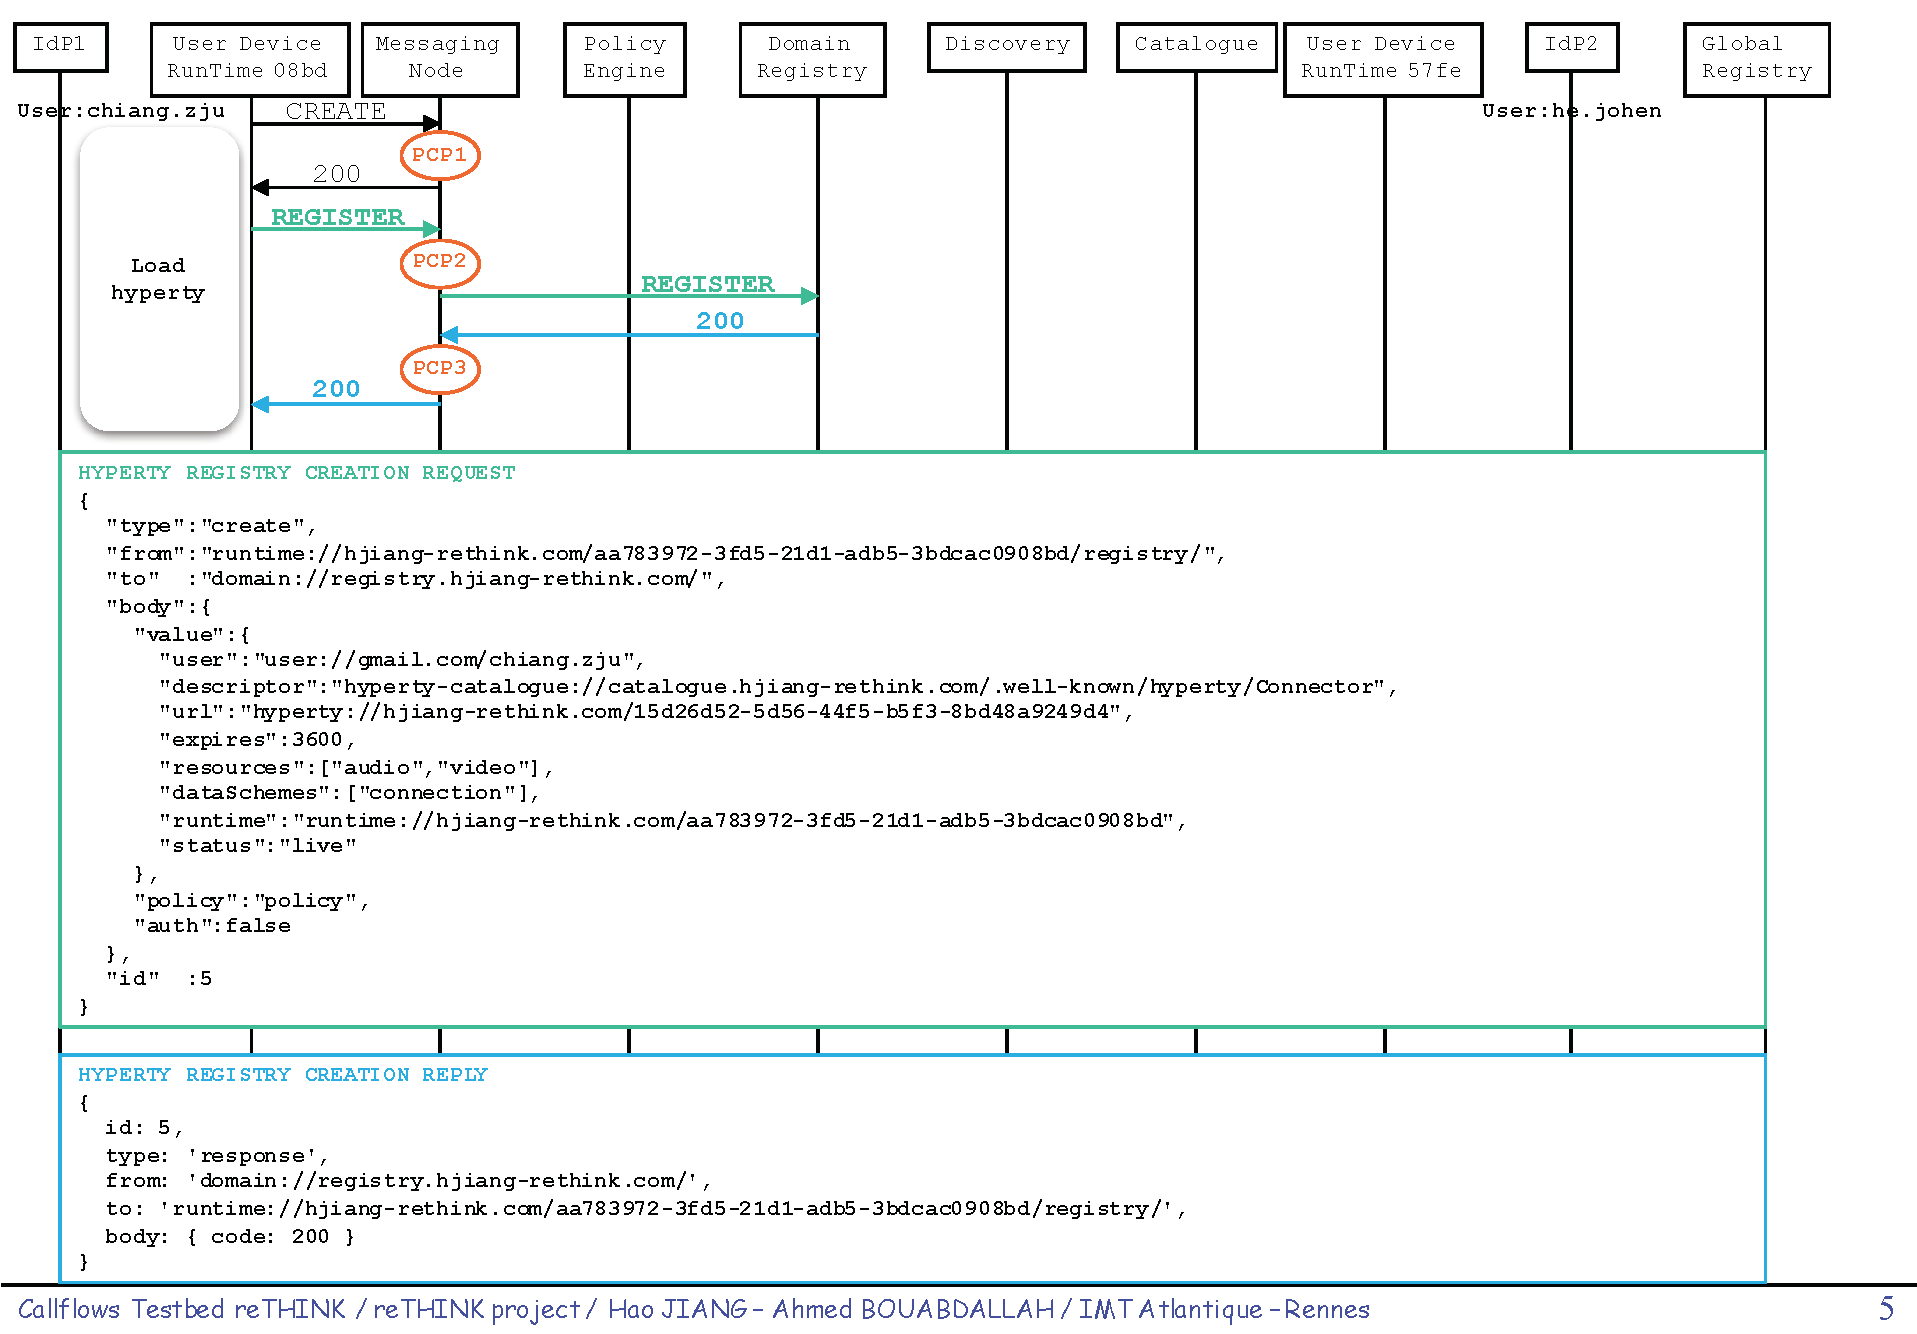 IdP1
User Device
RunTime 08bd
Messaging
Node
Policy
Engine
Domain
Registry
Discovery
Catalogue
User Device
RunTime 57fe
IdP2
Global
Registry
User:chiang.zju
CREATE
User:he.johen
PCP1
200
REGISTER
Load
hyperty
PCP2
REGISTER
200
PCP3
200
HYPERTY REGISTRY CREATION REQUEST
{
"type":"create",
"from":"runtime://hjiang-rethink.com/aa783972-3fd5-21d1-adb5-3bdcac0908bd/registry/",
"to"  :"domain://registry.hjiang-rethink.com/",
"body":{
"value":{
"user":"user://gmail.com/chiang.zju",
"descriptor":"hyperty-catalogue://catalogue.hjiang-rethink.com/.well-known/hyperty/Connector",
"url":"hyperty://hjiang-rethink.com/15d26d52-5d56-44f5-b5f3-8bd48a9249d4",
"expires":3600,
"resources":["audio","video"],
"dataSchemes":["connection"],
"runtime":"runtime://hjiang-rethink.com/aa783972-3fd5-21d1-adb5-3bdcac0908bd",
"status":"live"
},
"policy":"policy",
"auth":false
},
"id"  :5
}
HYPERTY REGISTRY CREATION REPLY
{
id: 5,
type: 'response',
from: 'domain://registry.hjiang-rethink.com/',
to: 'runtime://hjiang-rethink.com/aa783972-3fd5-21d1-adb5-3bdcac0908bd/registry/',
body: { code: 200 }
}
Callflows Testbed reTHINK / reTHINK project / Hao JIANG – Ahmed BOUABDALLAH / IMT Atlantique – Rennes
5